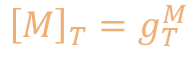 $[M]_T = g_T^M$